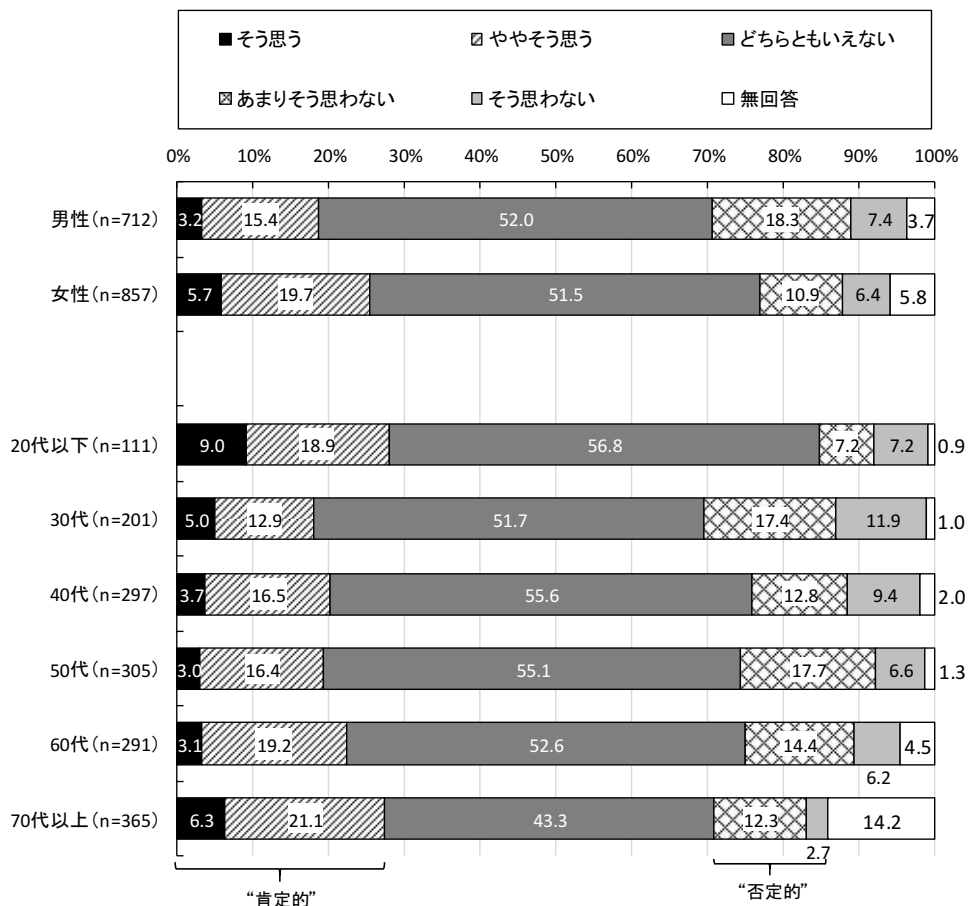 そう思う ややそう思う どちらともいえない
あまりそう思わない そう思わない 無回答
0% 10% 20% 30% 40% 50% 60% 70% 80% 90% 100%
男性(n=712) 3.2 15.4 52.0 18.3 7.4 3.7
女性(n=857) 5.7 19.7 51.5 10.9 6.4 5.8
20代以下(n=111) 9.0 18.9 56.8 7.2 7.2 0.9
30代(n=201) 5.0 12.9 51.7 17.4 11.9 1.0
40代(n=297) 3.7 16.5 55.6 12.8 9.4 2.0
50代(n=305) 3.0 16.4 55.1 17.7 6.6 1.3
60代(n=291) 3.1 19.2 52.6 14.4 6.2 4.5
70代以上(n=365) 6.3 21.1 43.3 12.3 2.7 14.2
“肯定的” “否定的”